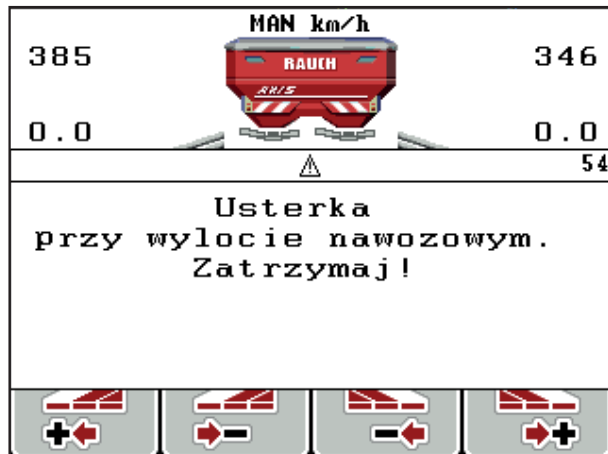 MAN km/h
385
346
RAUCH
AXIS
0.0
0.0
54
Usterka
przy wylocie nawozowym.
Zatrzymaj!